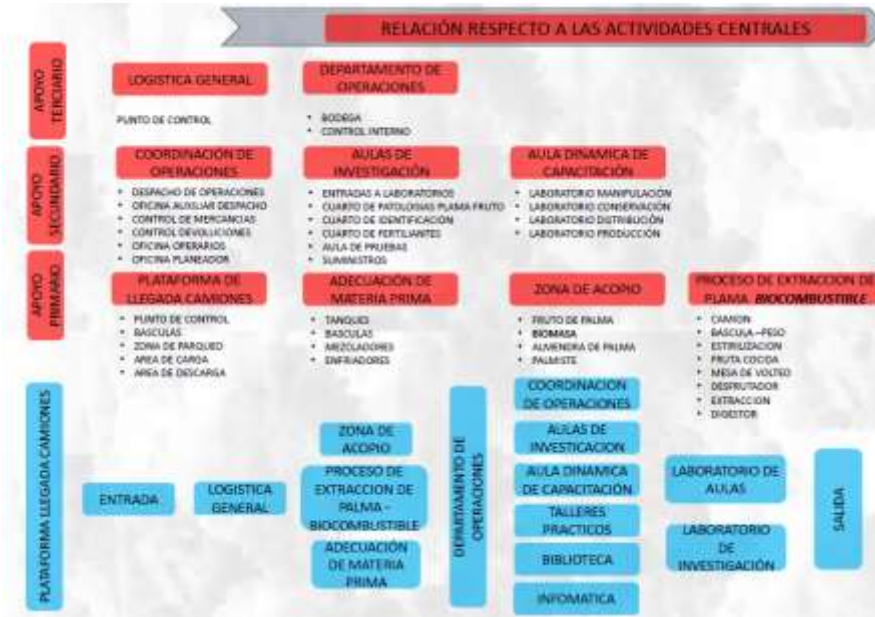 RELACIÓN RESPECTO A LAS ACTIVIDADES CENTRALES
APOYO
TERCIARIO
LOGISTICA GENERAL
PUNTO DE CONTROL
DEPARTAMENTO DE
OPERACIONES
• BODEGA
• CONTROL INTERNO
APOYO
SECUNDARIO
COORDINACIÓN DE
OPERACIONES
• DESPACHO DE OPERACIONES
• OFICINA AUXILIAR DESPACHO
• CONTROL DE MERCANCIAS
• CONTROL DEVOLUCIONES
• OFICINA OPERARIOS
• OFICINA PLANEADOR
AULAS DE
INVESTIGACIÓN
• ENTRADAS A LABORATORIOS
• CUARTO DE PATOLOGIAS PLAMA FRUTO
• CUARTO DE IDENTIFICACIÓN
• CUARTO DE FERTILIANTES
• AULA DE PRUEBAS
• SUMINISTROS
AULA DINAMICA DE
CAPACITACIÓN
• LABORATORIO MANIPULACIÓN
• LABORATORIO CONSERVACIÓN
• LABORATORIO DISTRIBUCIÓN
• LABORATORIO PRODUCCIÓN
APOYO
PRIMARIO
PLATAFORMA DE
LLEGADA CAMIONES
• PUNTO DE CONTROL
• BASCULAS
• ZONA DE PARQUEO
• AREA DE CARGA
• AREA DE DESCARGA
ADECUACIÓN DE
MATERIA PRIMA
• TANQUES
• BASCULAS
• MEZCLADORES
• ENFRIADORES
ZONA DE ACOPIO
• FRUTO DE PALMA
• BIOMASA
• ALMENDRA DE PALMA
• PALMISTE
PROCESO DE EXTRACCION DE
PLAMA BIOCOMBUSTIBLE
• CAMION
• BASCULA –PESO
• ESTIRILIZACION
• FRUTA COCIDA
• MESA DE VOLTEO
• DESFRUTADOR
• EXTRACCION
• DIGESTOR
PLATAFORMA LLEGADA CAMIONES
ENTRADA
LOGISTICA
GENERAL
ZONA DE
ACOPIO
PROCESO DE
EXTRACCION DE
PALMA -
BIOCOMBUSTIBLE
ADECUACIÓN
DE MATERIA
PRIMA
DEPARTAMENTO DE
OPERACIONES
COORDINACION
DE OPERACIONES
AULAS DE
INVESTIGACION
AULA DINAMICA
DE CAPACITACIÓN
TALLERES
PRACTICOS
BIBLIOTECA
INFOMATICA
LABORATORIO DE
AULAS
LABORATORIO
DE
INVESTIGACIÓN
SALIDA